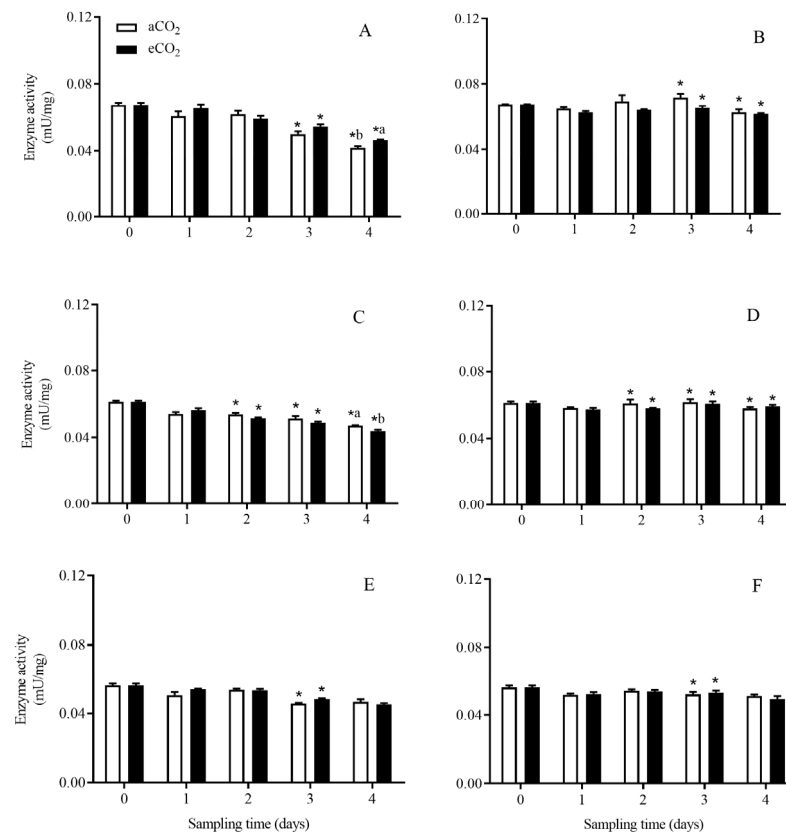 aCO₂
eCO₂
A
Enzyme activity
(mU/mg)
0.12
0.08
0.04
0.00
* * *b *a
0 1 2 3 4
B
0.12
0.08
0.04
0.00
* * * *
0 1 2 3 4
C
Enzyme activity
(mU/mg)
0.12
0.08
0.04
0.00
* * * * *a *b
0 1 2 3 4
D
0.12
0.08
0.04
0.00
* * * * * *
0 1 2 3 4
E
Enzyme activity
(mU/mg)
0.12
0.08
0.04
0.00
* *
0 1 2 3 4
Sampling time (days)
F
0.12
0.08
0.04
0.00
* *
0 1 2 3 4
Sampling time (days)